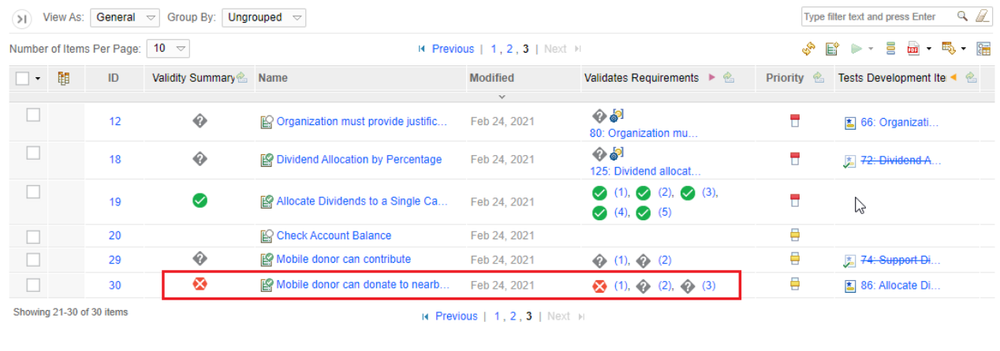 View As: General Group By: Ungrouped Type filter text and press Enter
Number of Items Per Page: 10 Previous | 1 , 2 , 3 | Next
ID Validity Summary Name Modified Validates Requirements Priority Tests Development Ite
12 Organization must provide justific... Feb 24, 2021 80: Organization mu... 66: Organizati...
18 Dividend Allocation by Percentage Feb 24, 2021 125: Dividend allocat... 72: Dividend A...
19 Allocate Dividends to a Single Ca... Feb 24, 2021 (1), (2), (3),
(4), (5)
20 Check Account Balance Feb 24, 2021
29 Mobile donor can contribute Feb 24, 2021 (1), (2) 74: Support Di...
30 Mobile donor can donate to nearb... Feb 24, 2021 (1), (2), (3) 86: Allocate Di...
Showing 21-30 of 30 items Previous | 1 , 2 , 3 | Next